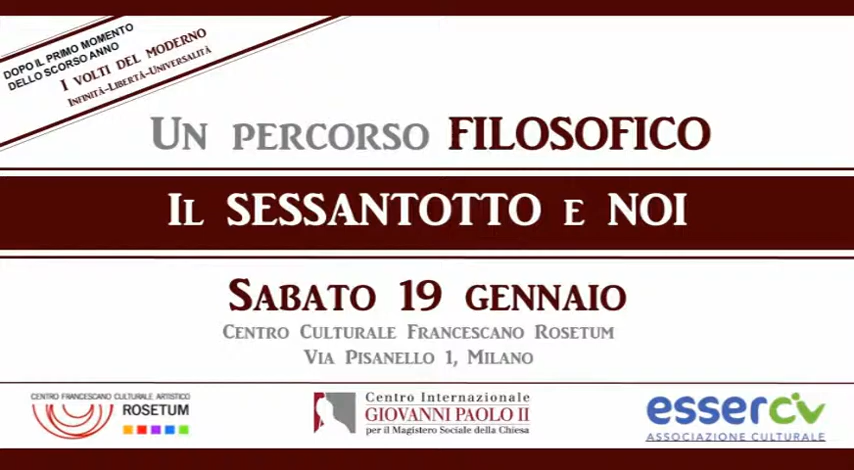 DOPO IL PRIMO MOMENTO
DELLO SCORSO ANNO
I VOLTI DEL MODERNO
INFINITÀ-LIBERTÀ-UNIVERSALITÀ
UN PERCORSO FILOSOFICO
IL SESSANTOTTO E NOI
SABATO 19 GENNAIO
CENTRO CULTURALE FRANCESCANO ROSETUM
VIA PISANELLO 1, MILANO
CENTRO FRANCESCANO CULTURALE ARTISTICO
ROSETUM
Centro Internazionale
GIOVANNI PAOLO II
per il Magistero Sociale della Chiesa
esserciv
ASSOCIAZIONE CULTURALE